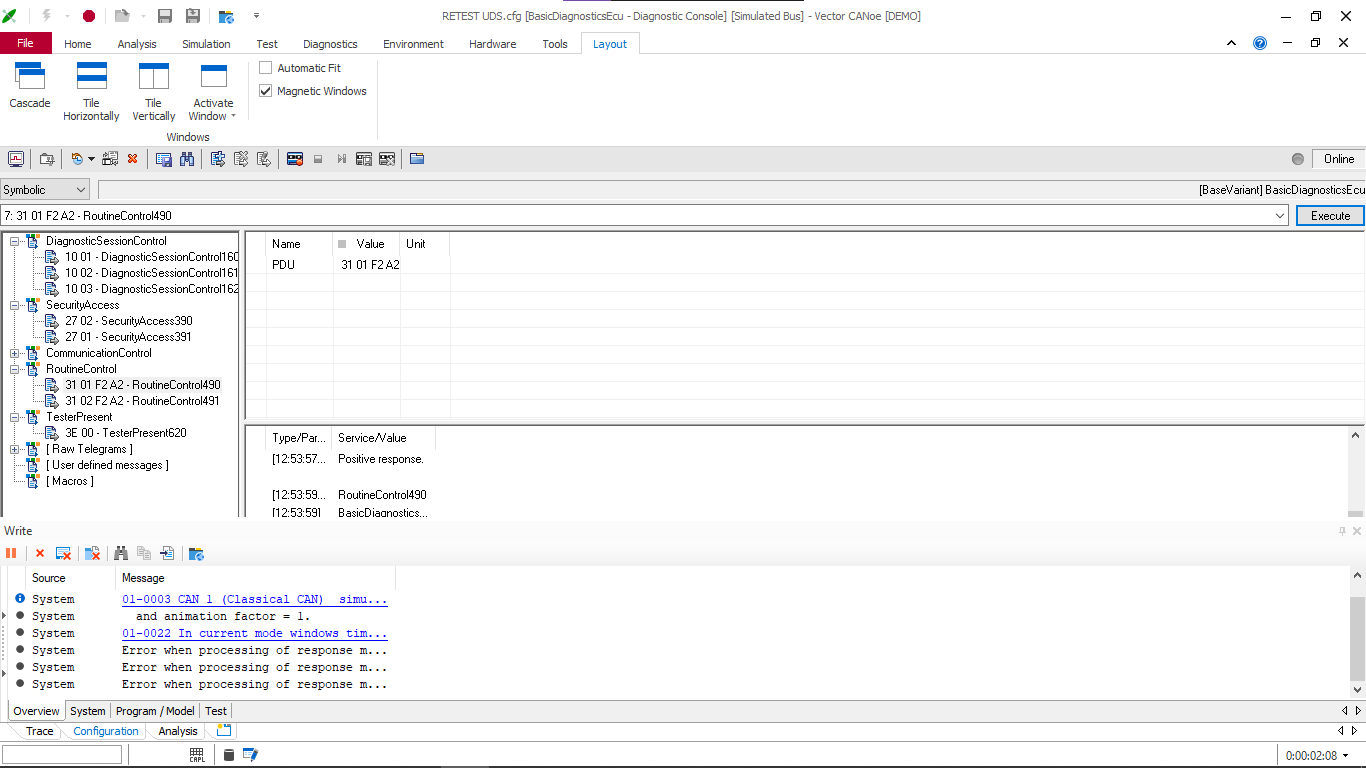 RETEST UDS.cfg [BasicDiagnosticsEcu - Diagnostic Console] [Simulated Bus] - Vector CANoe [DEMO]
File Home Analysis Simulation Test Diagnostics Environment Hardware Tools Layout
Cascade
Tile Horizontally
Tile Vertically
Activate Window
Automatic Fit
Magnetic Windows
Windows
Online
Symbolic
[BaseVariant] BasicDiagnosticsEcu
7: 31 01 F2 A2 - RoutineControl490
Execute
DiagnosticSessionControl
10 01 - DiagnosticSessionControl160
10 02 - DiagnosticSessionControl161
10 03 - DiagnosticSessionControl162
SecurityAccess
27 02 - SecurityAccess390
27 01 - SecurityAccess391
CommunicationControl
RoutineControl
31 01 F2 A2 - RoutineControl490
31 02 F2 A2 - RoutineControl491
TesterPresent
3E 00 - TesterPresent620
[ Raw Telegrams ]
[ User defined messages ]
[ Macros ]
Name Value Unit
PDU 31 01 F2 A2
Type/Par... Service/Value
[12:53:57... Positive response.
[12:53:59... RoutineControl490
[12:53:59] BasicDiagnostics...
Write
Source Message
System 01-0003 CAN 1 (Classical CAN)  simu...
System and animation factor = 1.
System 01-0022 In current mode windows tim...
System Error when processing of response m...
System Error when processing of response m...
System Error when processing of response m...
Overview System Program / Model Test
Trace Configuration Analysis
CAPL
0:00:02:08